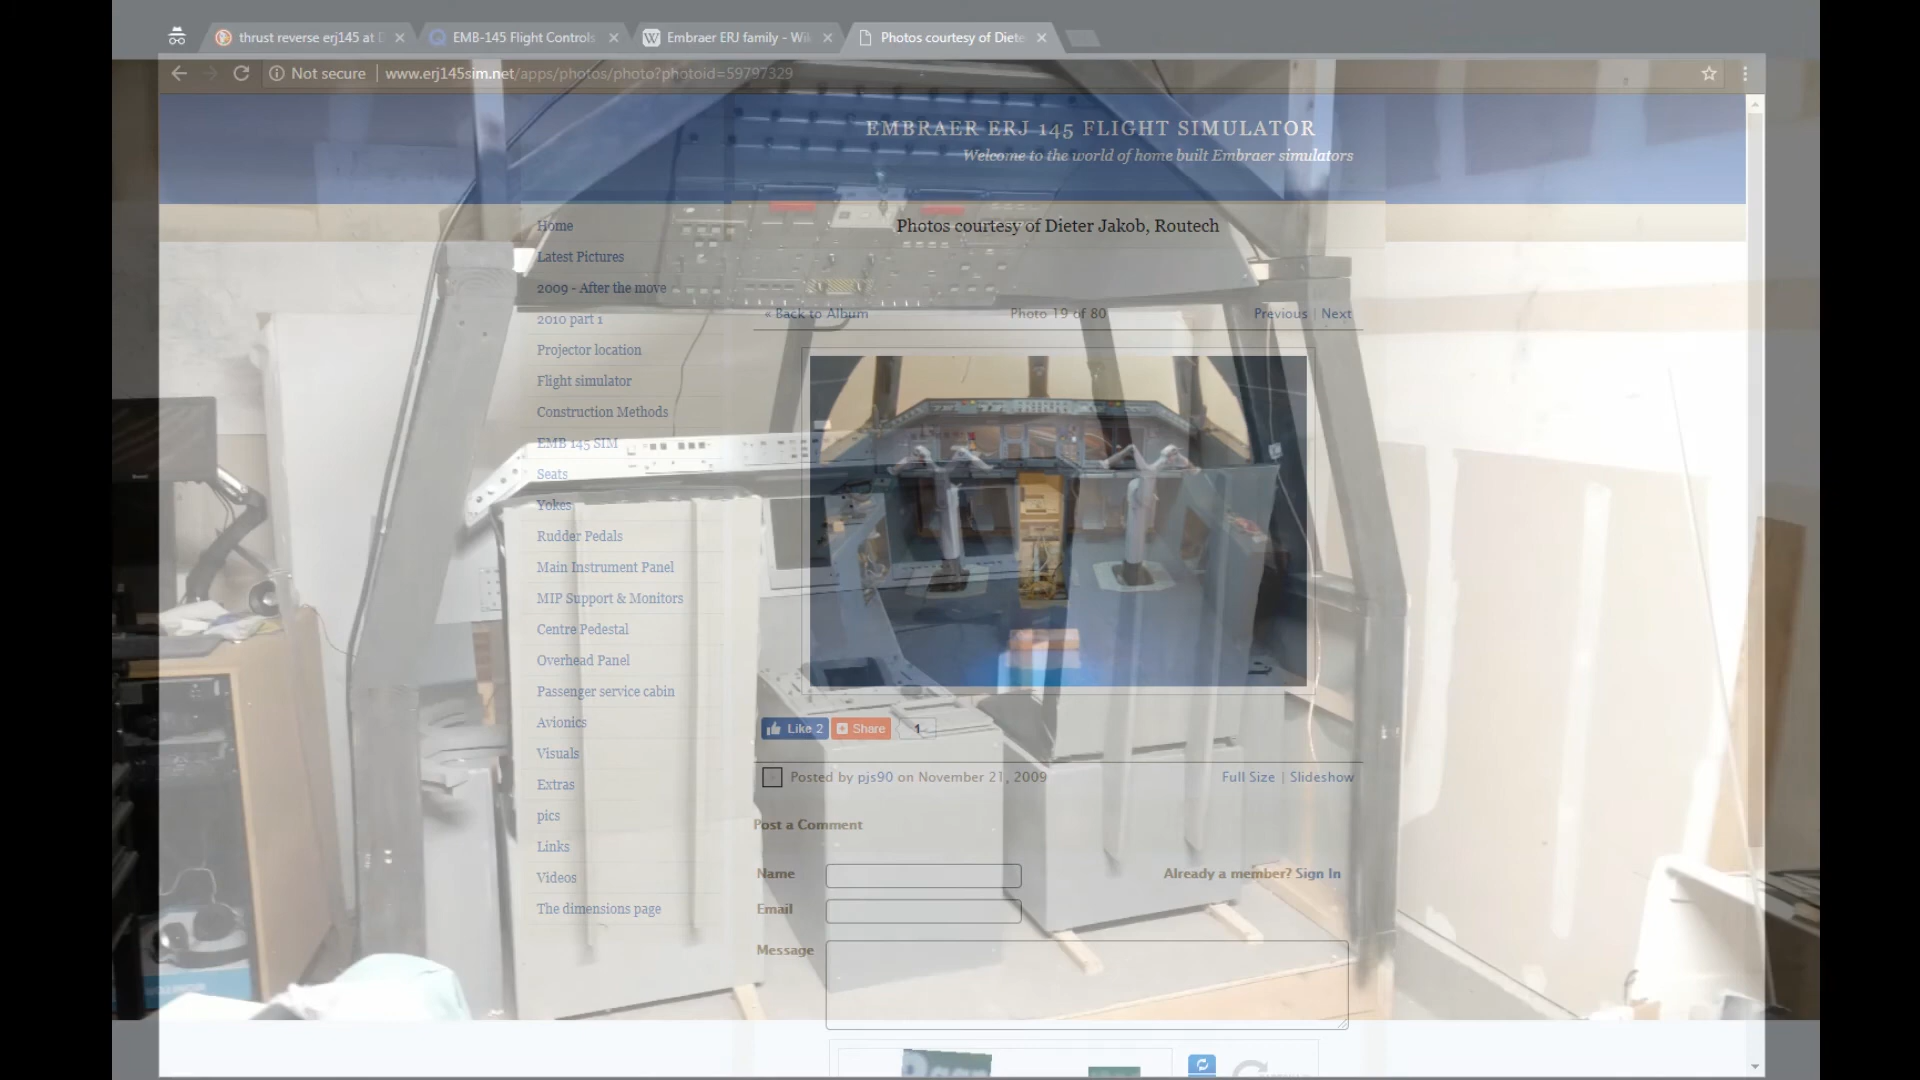 thrust reverse erj145 at
EMB-145 Flight Controls
Embraer ERJ family - Wi
Photos courtesy of Diete
Not secure
www.erj145sim.net/apps/photos/photo?photoid=59797329
EMBRAER ERJ 145 FLIGHT SIMULATOR
Welcome to the world of home built Embraer simulators
Home
Latest Pictures
2009 - After the move
2010 part 1
Projector location
Flight simulator
Construction Methods
EMB 145 SIM
Seats
Yokes
Rudder Pedals
Main Instrument Panel
MIP Support & Monitors
Centre Pedestal
Overhead Panel
Passenger service cabin
Avionics
Visuals
Extras
pics
Links
Videos
The dimensions page
Photos courtesy of Dieter Jakob, Routech
« Back to Album
Photo 19 of 80
Previous | Next
Like 2
Share
1
Posted by pjs90 on November 21, 2009
Full Size | Slideshow
Post a Comment
Name
Already a member? Sign In
Email
Message